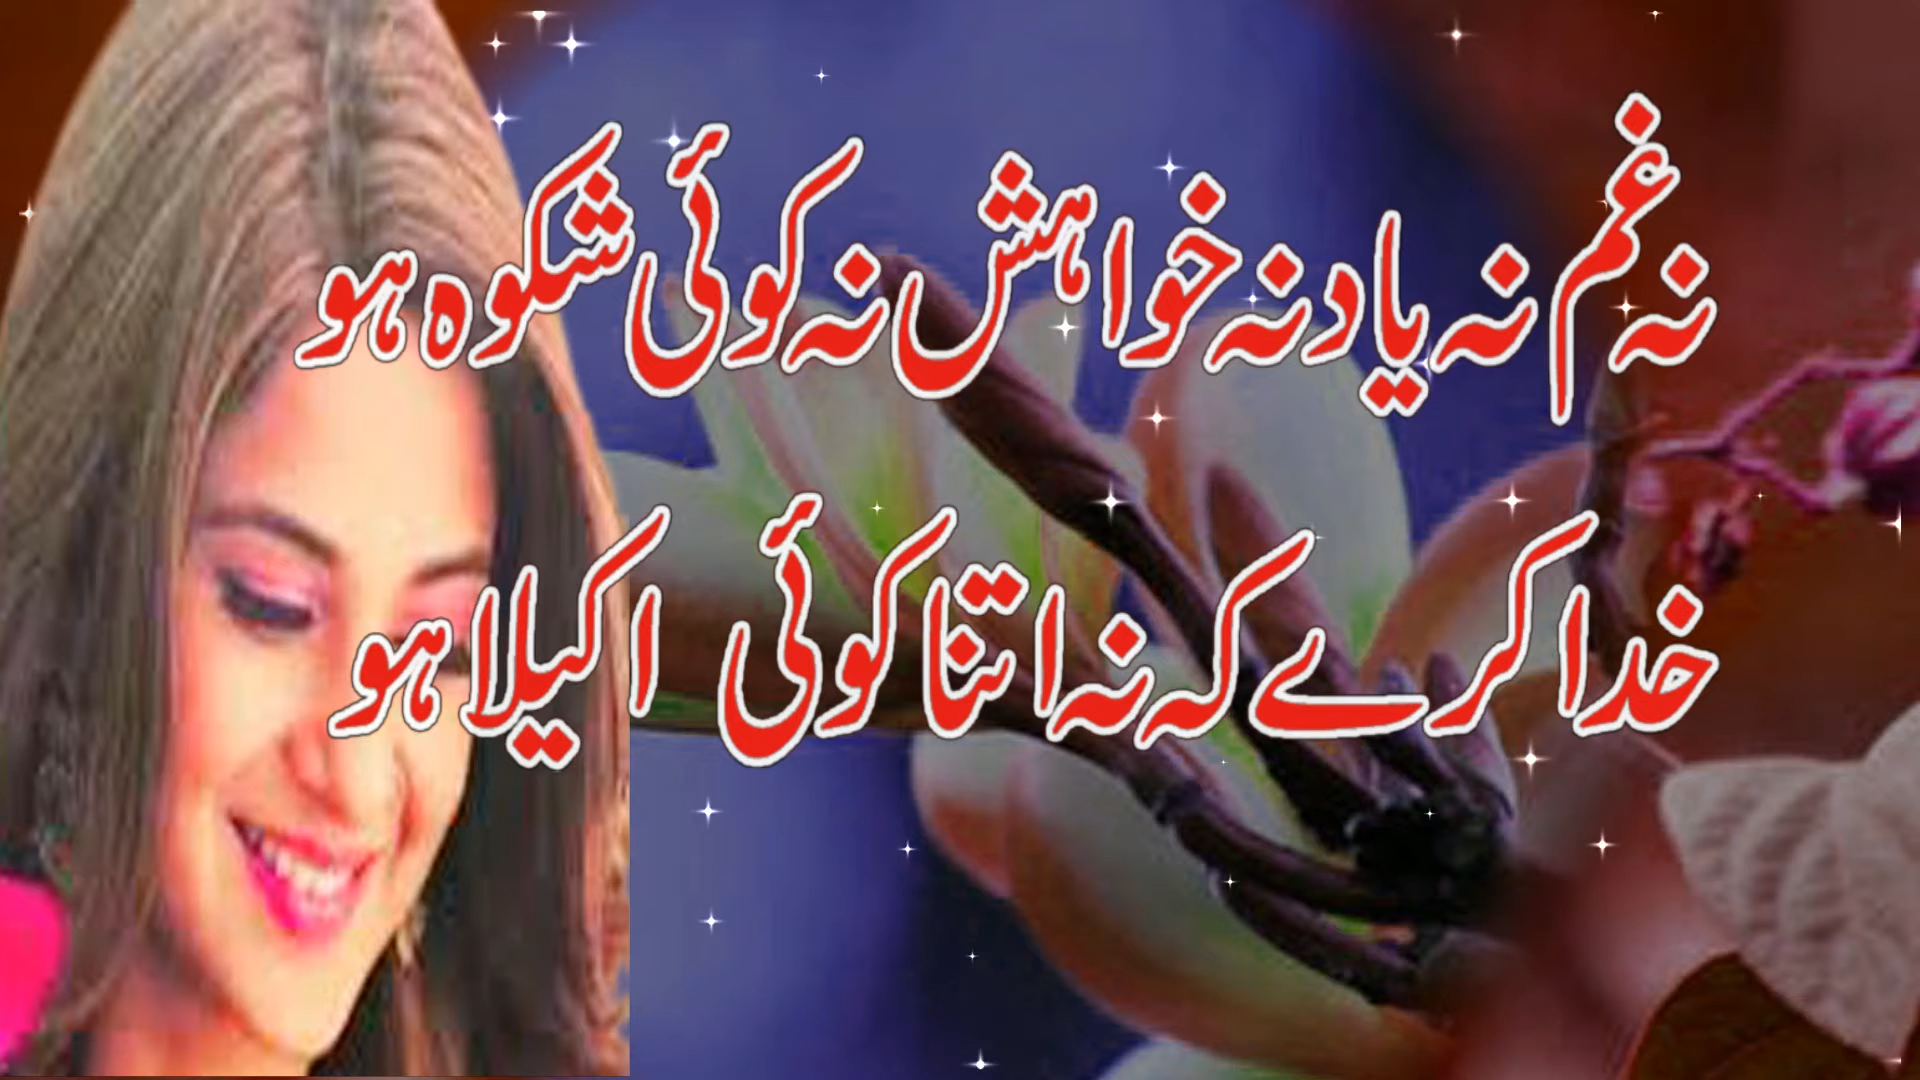 نہ غم نہ یاد نہ خواہش نہ کوئی شکوہ ہو
خدا کرے کہ نہ اتنا کوئی اکیلا ہو